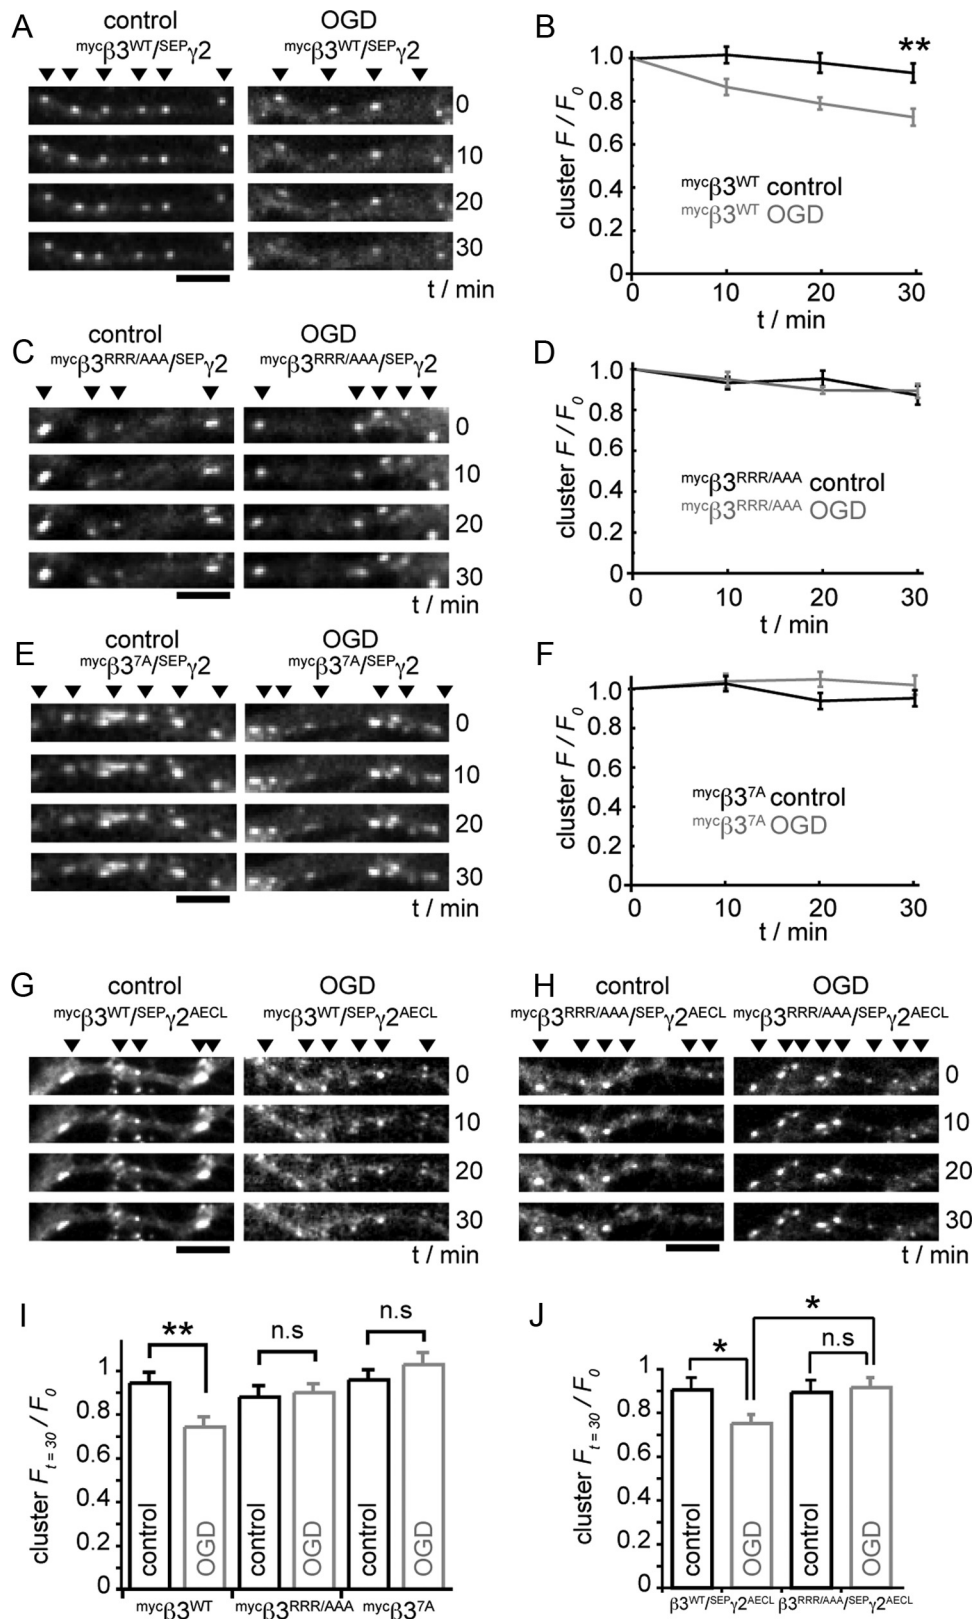 A
control
mycβ3WT/SEPγ2
OGD
mycβ3WT/SEPγ2
0
10
20
30
t / min
B
cluster F / F0
1.0
0.8
0.6
0.4
0.2
0
**
mycβ3WT control
mycβ3WT OGD
0
10
20
30
t / min
C
control
mycβ3RRR/AAA/SEPγ2
OGD
mycβ3RRR/AAA/SEPγ2
0
10
20
30
t / min
D
cluster F / F0
1.0
0.8
0.6
0.4
0.2
0
mycβ3RRR/AAA control
mycβ3RRR/AAA OGD
0
10
20
30
t / min
E
control
mycβ37A/SEPγ2
OGD
mycβ37A/SEPγ2
0
10
20
30
t / min
F
cluster F / F0
1.0
0.8
0.6
0.4
0.2
0
mycβ37A control
mycβ37A OGD
0
10
20
30
t / min
G
control
mycβ3WT/SEPγ2AECL
OGD
mycβ3WT/SEPγ2AECL
0
10
20
30
t / min
H
control
mycβ3RRR/AAA/SEPγ2AECL
OGD
mycβ3RRR/AAA/SEPγ2AECL
0
10
20
30
t / min
I
cluster Ft = 30 / F0
1
0.8
0.6
0.4
0.2
0
**
n.s
n.s
control
OGD
control
OGD
control
OGD
mycβ3WT
mycβ3RRR/AAA
mycβ37A
J
cluster Ft = 30 / F0
1
0.8
0.6
0.4
0.2
0
*
*
n.s
control
OGD
control
OGD
β3WT/SEPγ2AECL
β3RRR/AAA/SEPγ2AECL